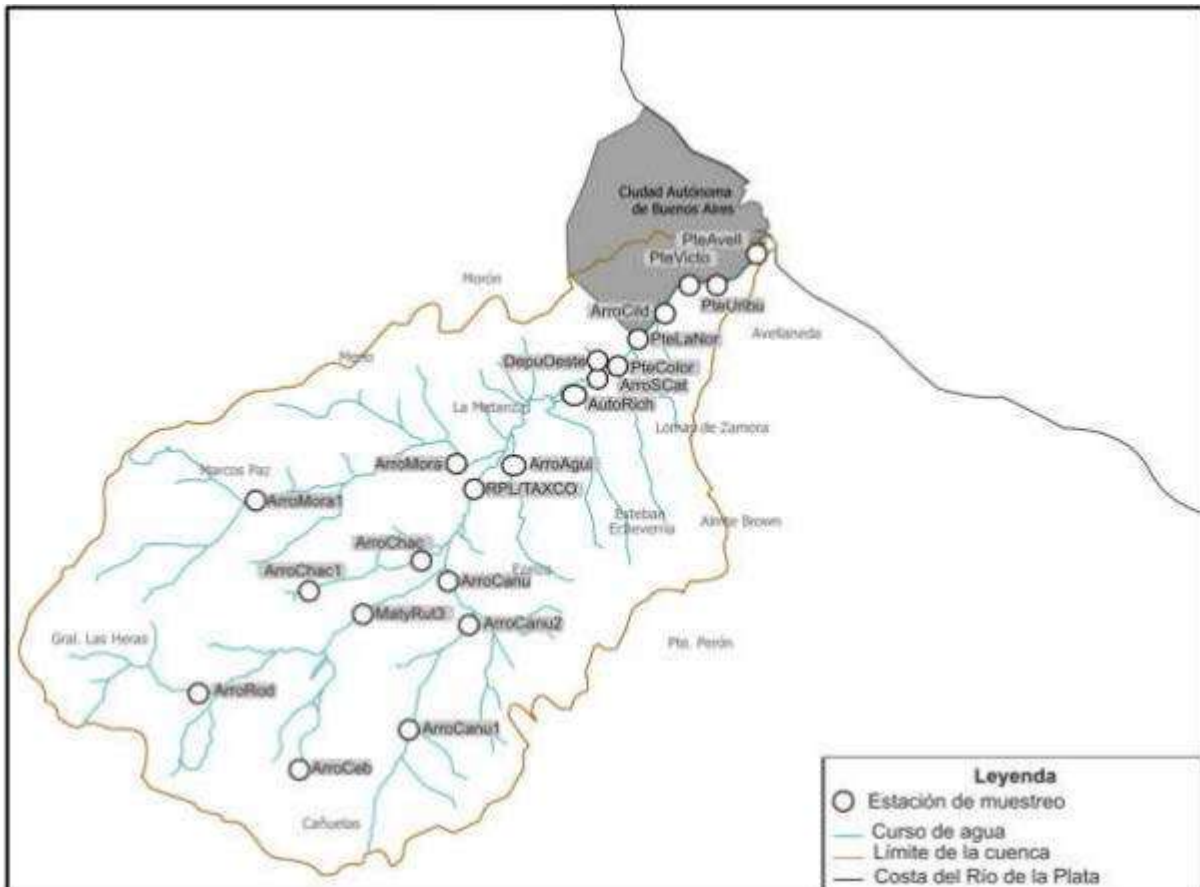 Ciudad Autónoma
de Buenos Aires
PteAvell
PteVicto
Morón
PteUribu
ArroCild
Avellaneda
PteLaNor
Merlo
DepuOeste
PteColor
ArroSCat
AutoRich
La Matanza
Lomas de Zamora
ArroMora
ArroAgui
Marcos Paz
RPL/TAXCO
ArroMora1
Esteban
Echeverría
Almte Brown
ArroChac
ArroChac1
Ezeiza
ArroCanu
MatyRut3
ArroCanu2
Gral. Las Heras
Pte. Perón
ArroRod
ArroCanu1
ArroCeb
Cañuelas
Leyenda
Estación de muestreo
Curso de agua
Límite de la cuenca
Costa del Río de la Plata